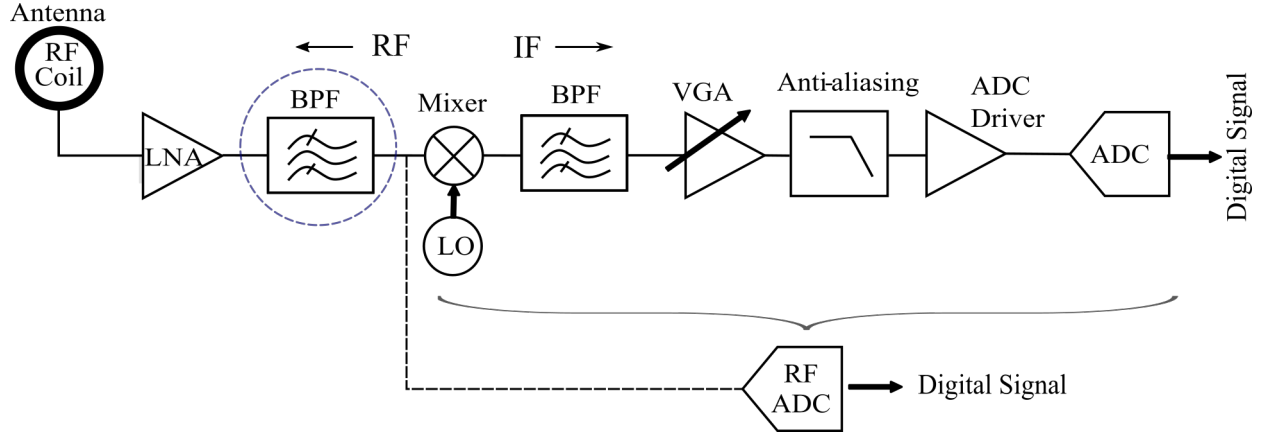 Antenna
RF
Coil
LNA
BPF
RF
Mixer
LO
IF
BPF
VGA
Anti-aliasing
ADC
Driver
ADC
Digital Signal
RF
ADC
Digital Signal